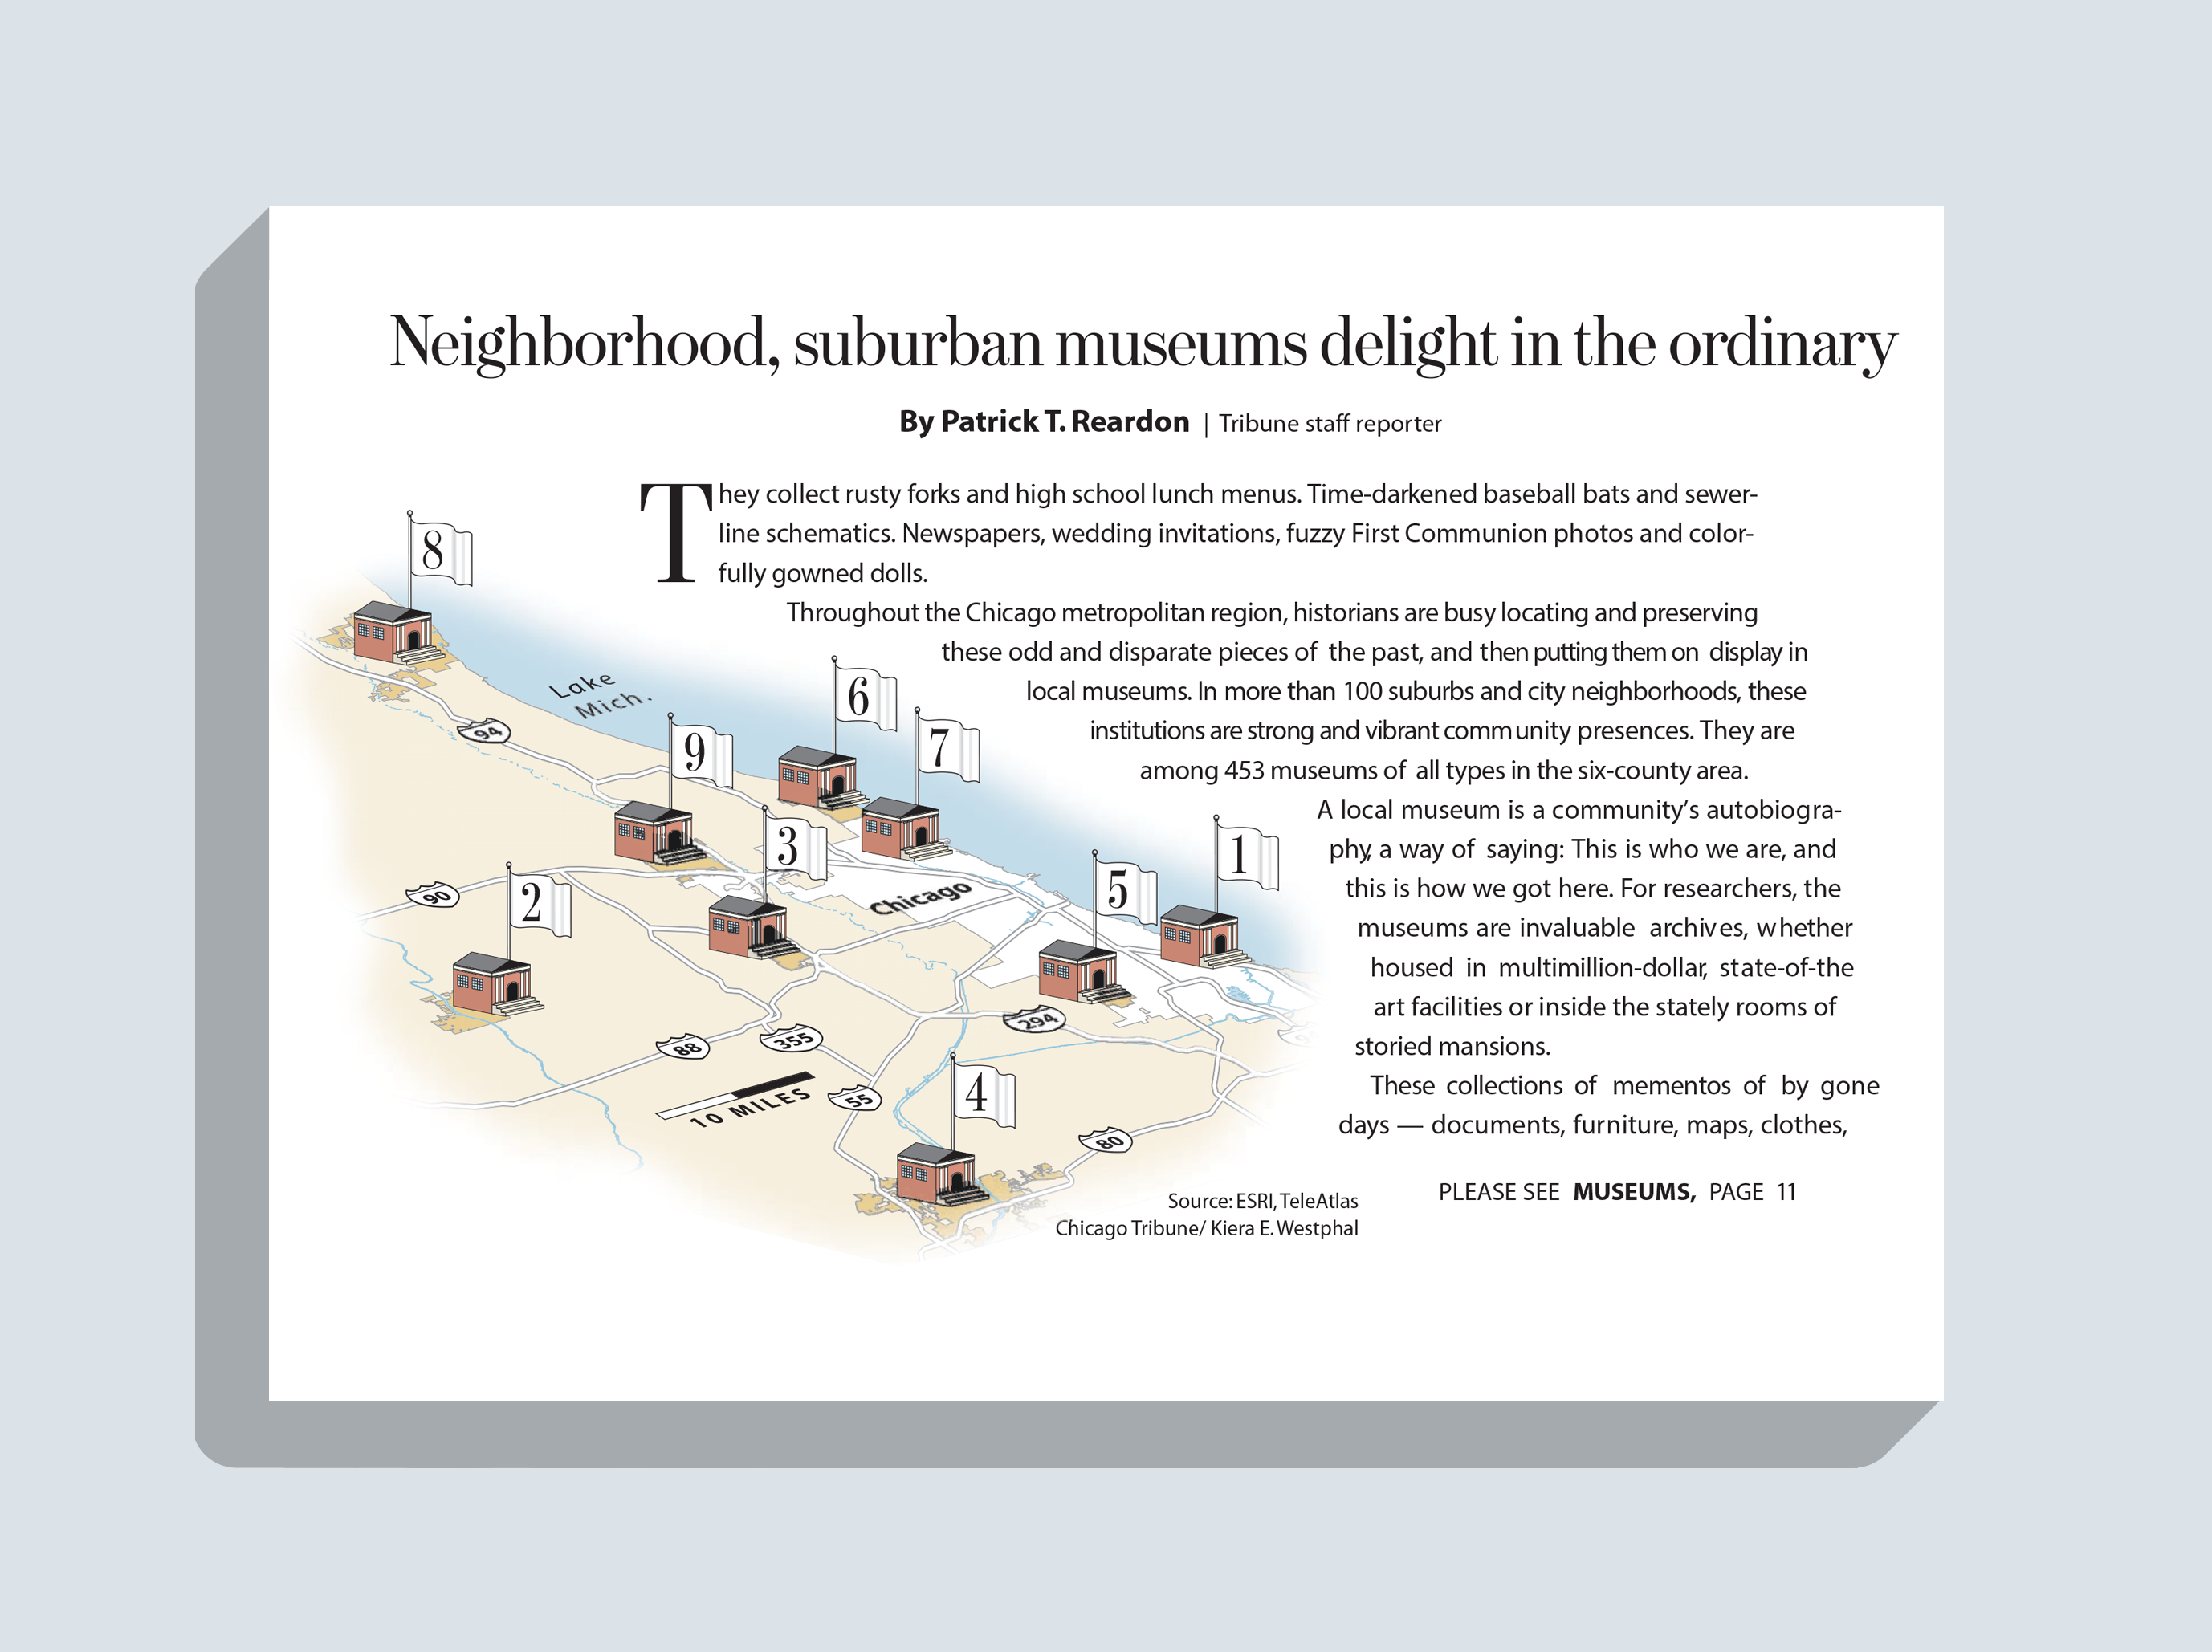 Neighborhood, suburban museums delight in the ordinary
By Patrick T. Reardon | Tribune staff reporter
They collect rusty forks and high school lunch menus. Time-darkened baseball bats and sewer-
line schematics. Newspapers, wedding invitations, fuzzy First Communion photos and color-
fully gowned dolls.
Throughout the Chicago metropolitan region, historians are busy locating and preserving
these odd and disparate pieces of the past, and then putting them on display in
local museums. In more than 100 suburbs and city neighborhoods, these
institutions are strong and vibrant community presences. They are
among 453 museums of all types in the six-county area.
A local museum is a community's autobiogra-
phy, a way of saying: This is who we are, and
this is how we got here. For researchers, the
museums are invaluable archives, whether
housed in multimillion-dollar, state-of-the
art facilities or inside the stately rooms of
storied mansions.
These collections of mementos of by gone
days — documents, furniture, maps, clothes,
PLEASE SEE MUSEUMS, PAGE 11
8
Lake
Mich.
94
6
7
9
3
1
5
2
90
Chicago
294
88
355
10 MILES
55
4
80
Source: ESRI, TeleAtlas
Chicago Tribune/ Kiera E. Westphal